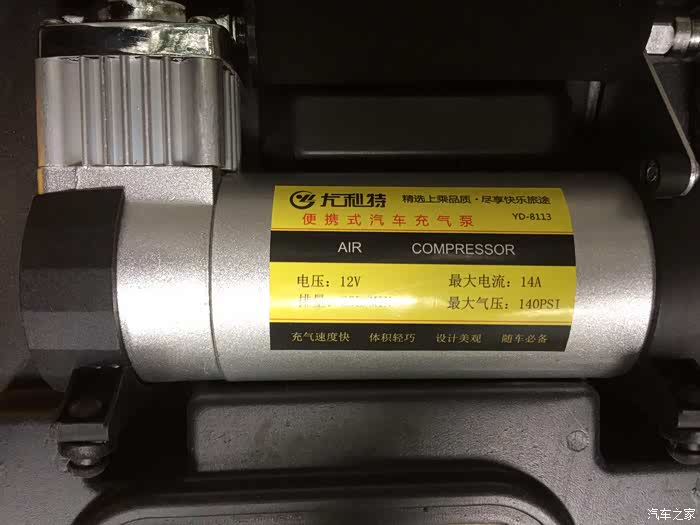 尤利特 精选上乘品质·尽享快乐旅途
便携式汽车充气泵 YD-8113
AIR COMPRESSOR
电压：12V 最大电流：14A
排量： 最大气压：140PSI
充气速度快 体积轻巧 设计美观 随车必备
汽车之家